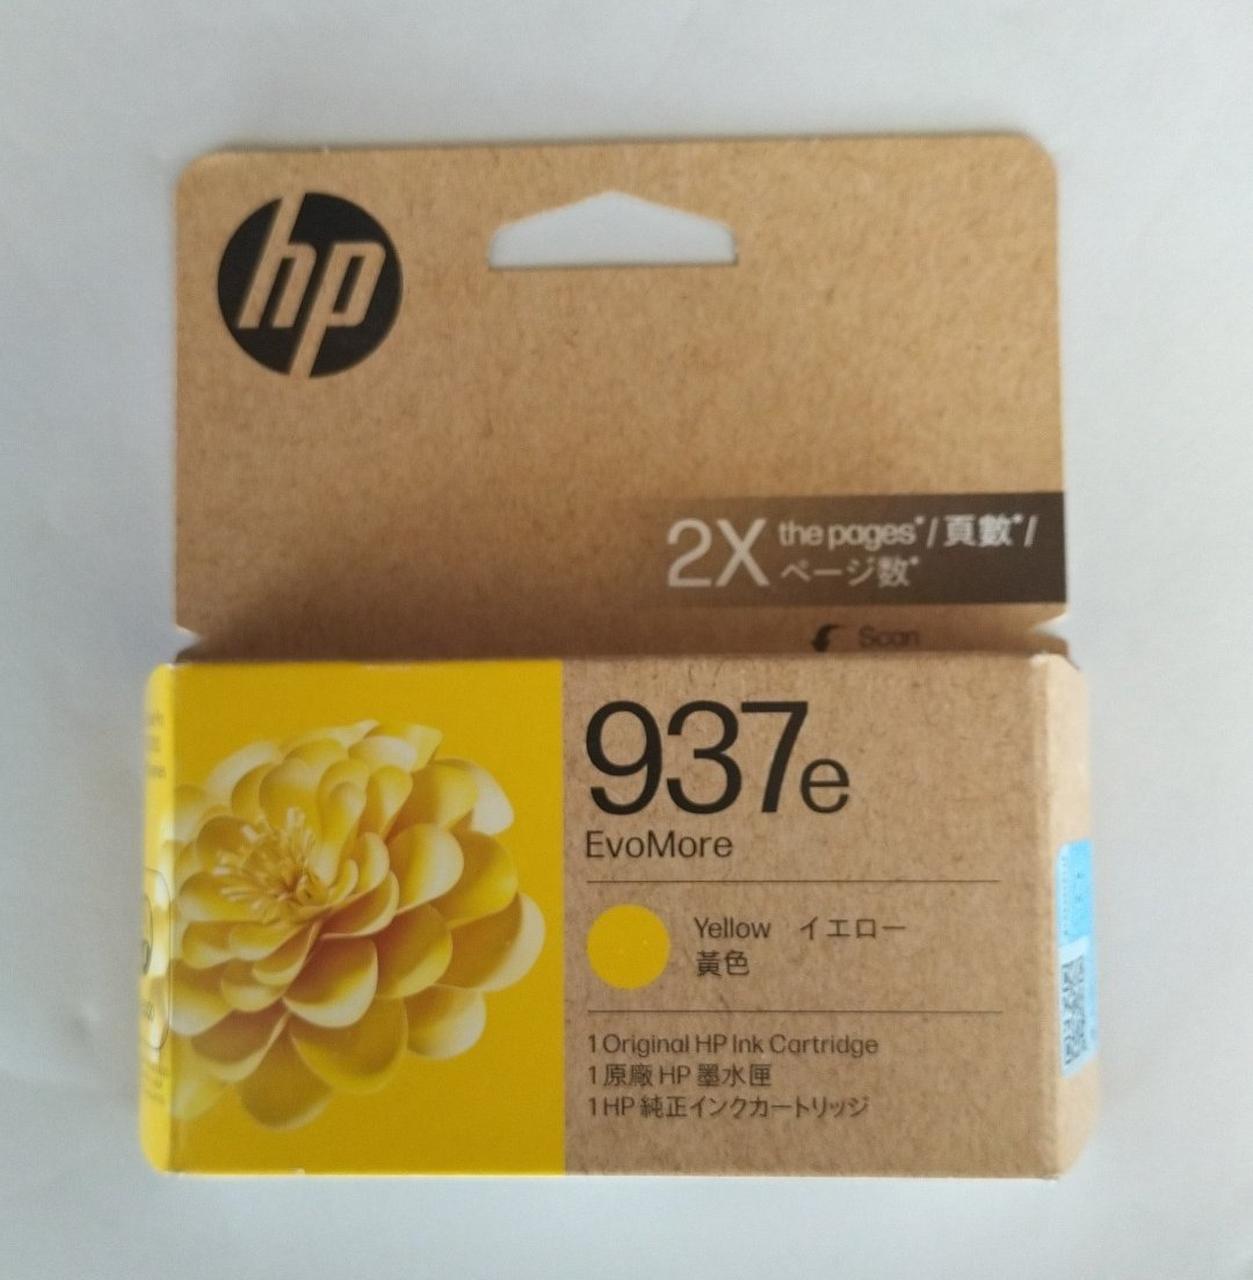 hp
2X the pages*/頁數*/
ページ数*
Scan
937e
EvoMore
Yellow イエロー
黃色
1 Original HP Ink Cartridge
1 原廠 HP 墨水匣
1 HP 純正インクカートリッジ